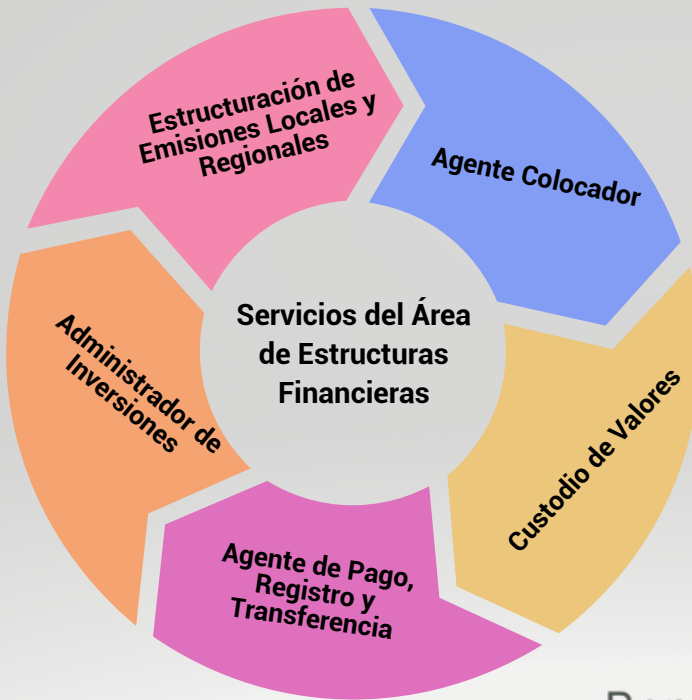 Estructuración de
Emisiones Locales y
Regionales
Agente Colocador
Servicios del Área
de Estructuras
Financieras
Administrador de
Inversiones
Custodio de Valores
Agente de Pago,
Registro y
Transferencia